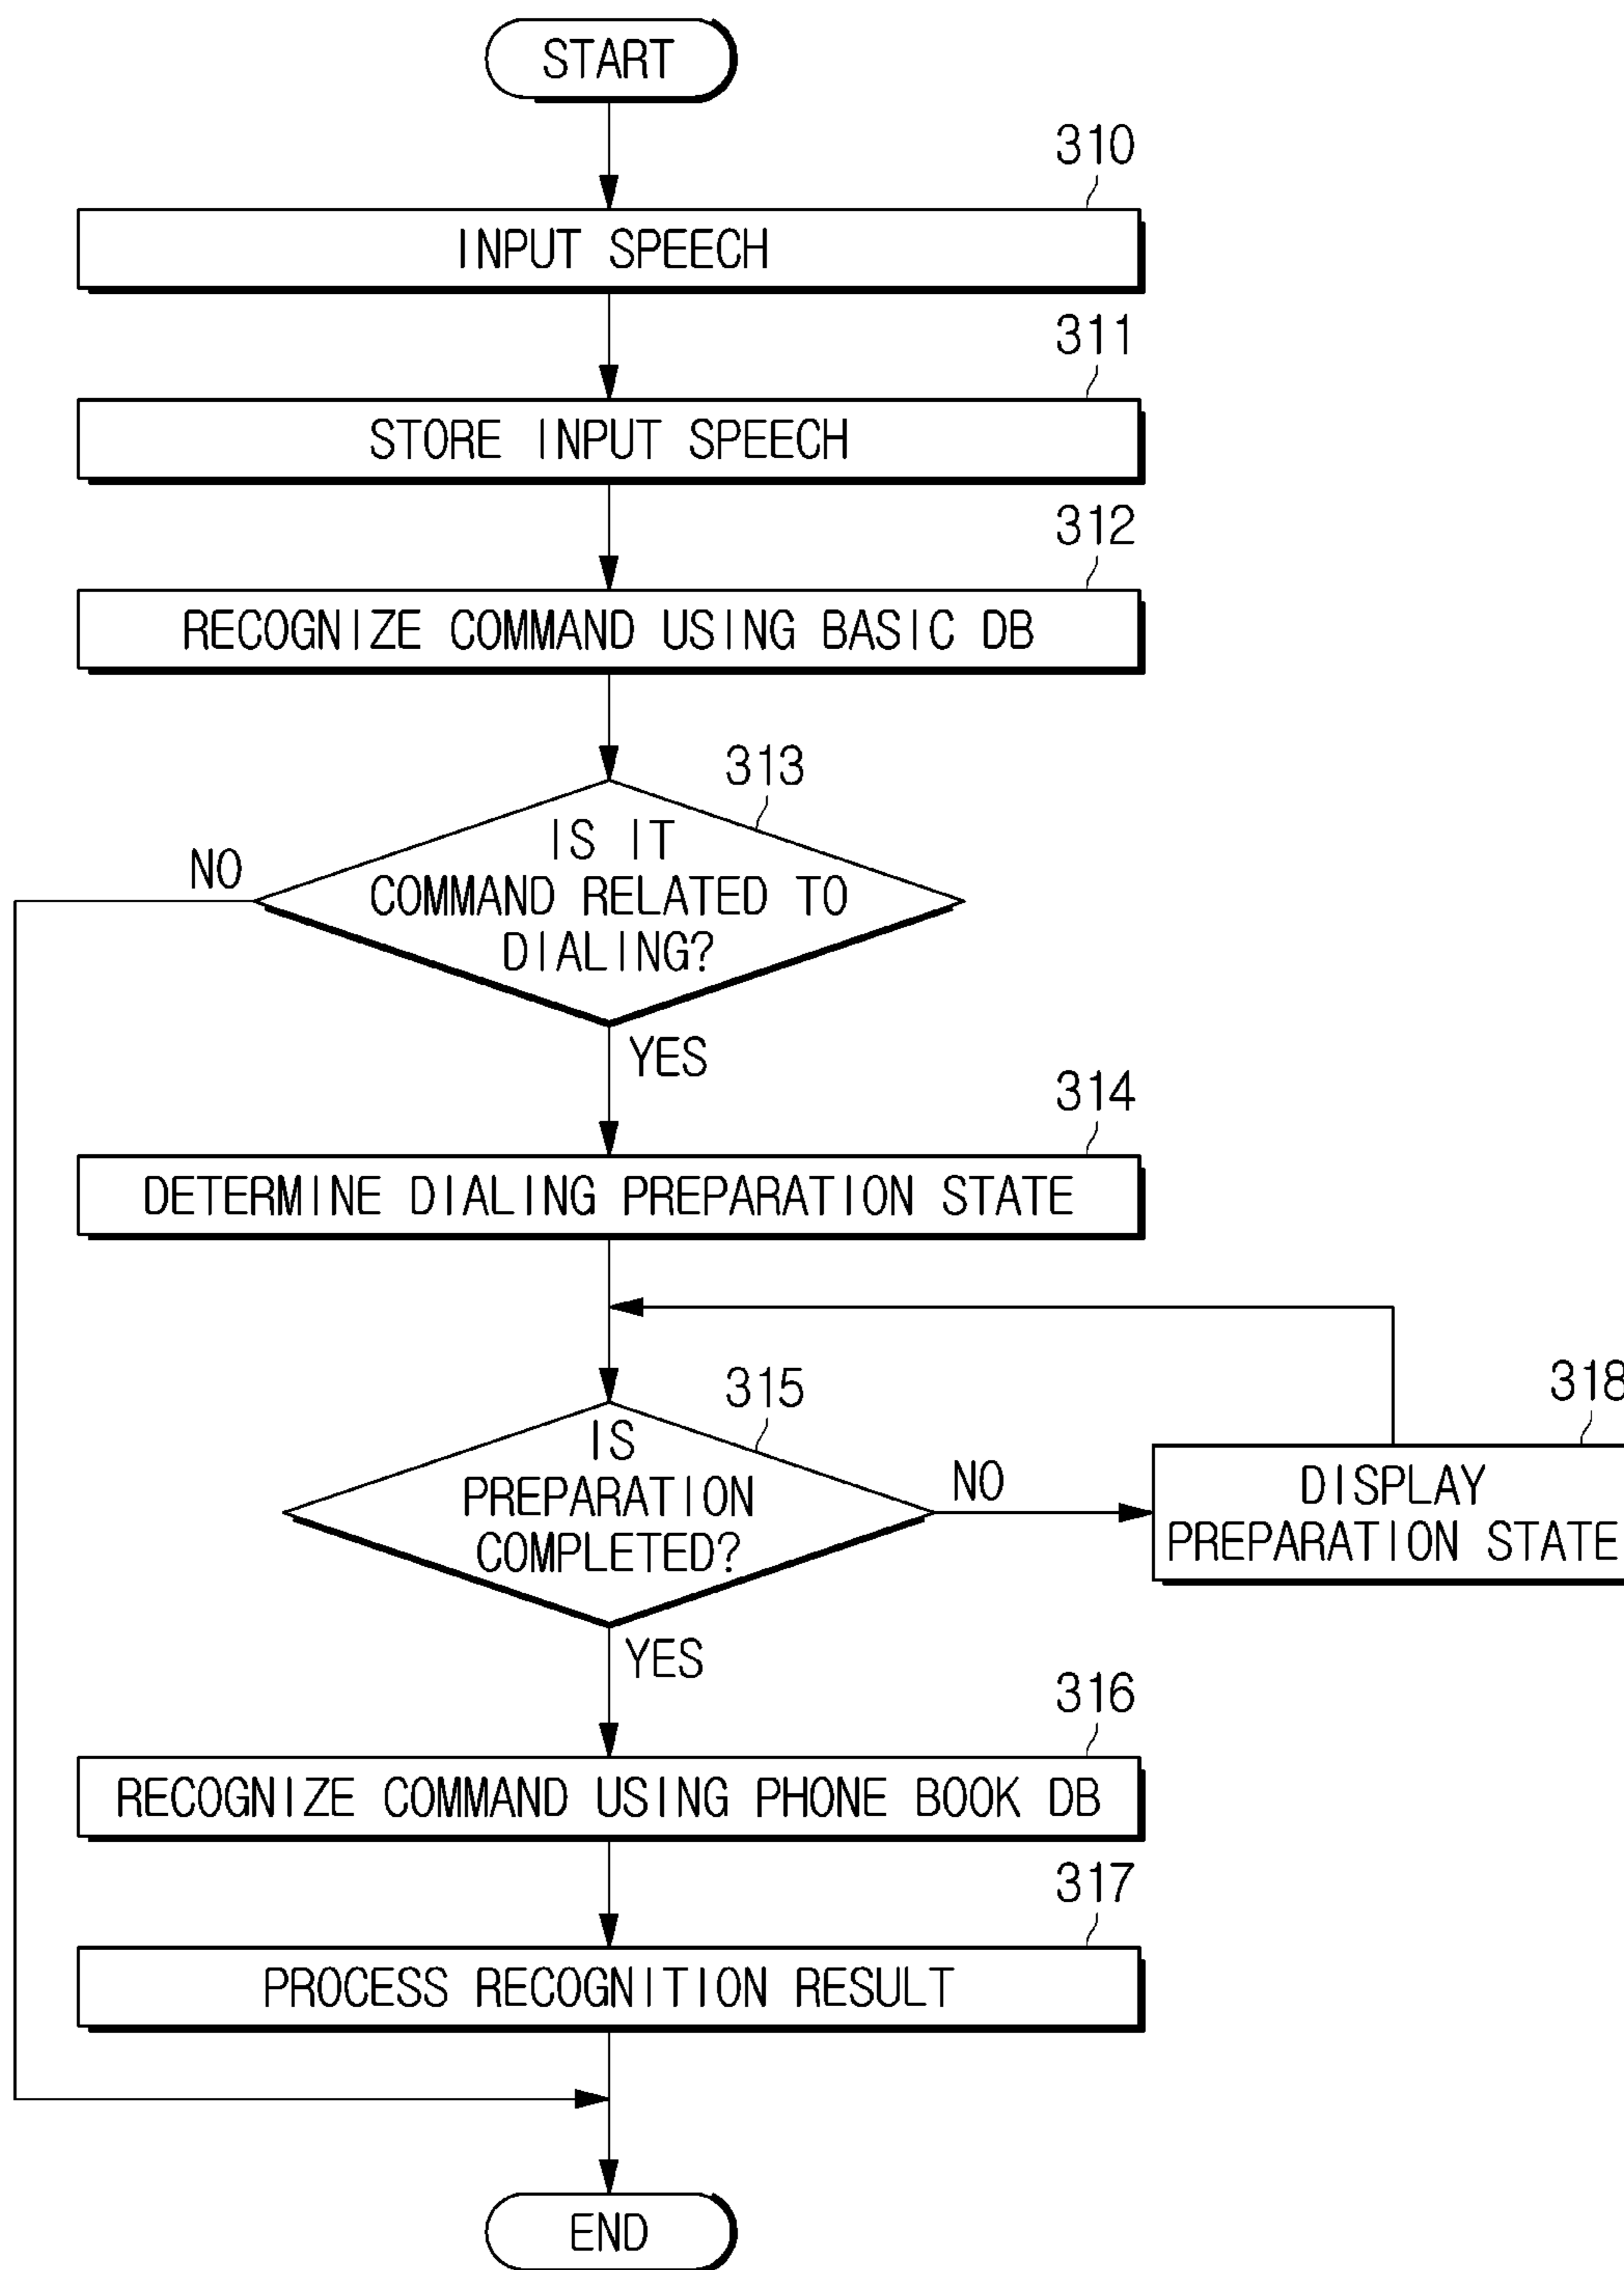 START
310
INPUT SPEECH
311
STORE INPUT SPEECH
312
RECOGNIZE COMMAND USING BASIC DB
313
IS IT
COMMAND RELATED TO
DIALING?
NO
YES
314
DETERMINE DIALING PREPARATION STATE
315
IS
PREPARATION
COMPLETED?
NO
318
DISPLAY
PREPARATION STATE
YES
316
RECOGNIZE COMMAND USING PHONE BOOK DB
317
PROCESS RECOGNITION RESULT
END